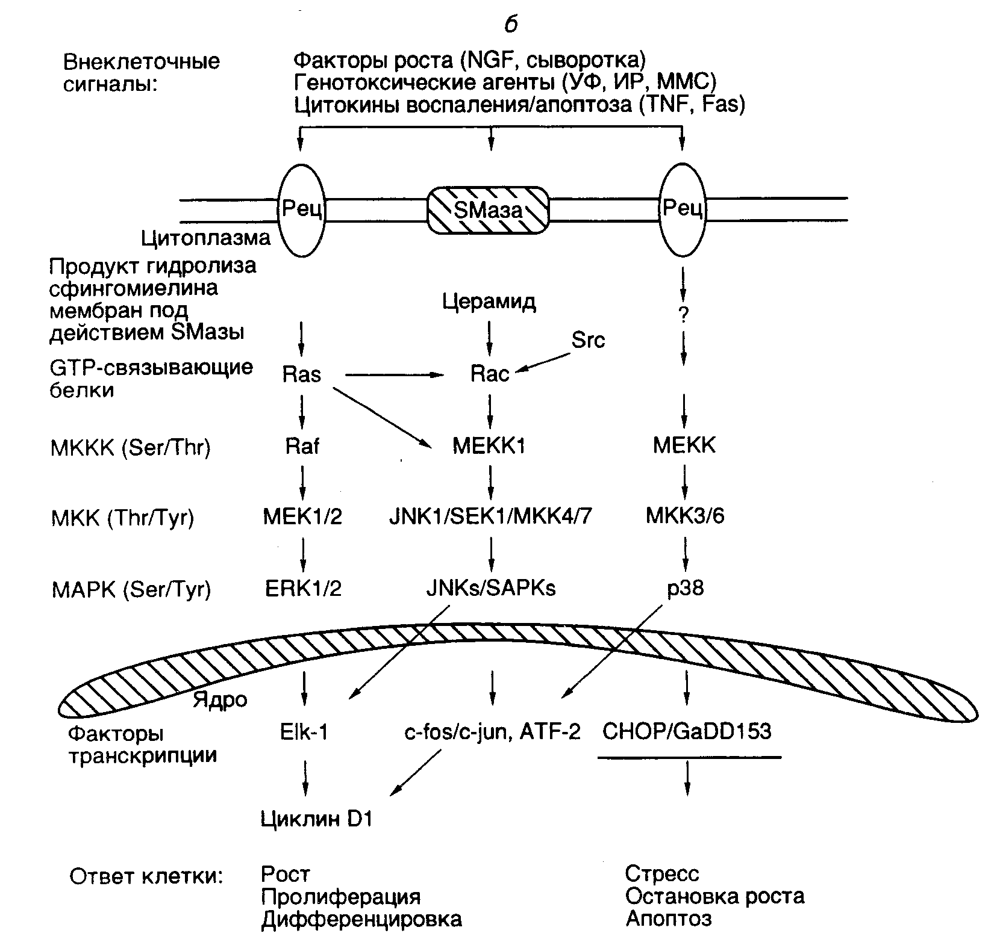 б
Внеклеточные
сигналы:
Факторы роста (NGF, сыворотка)
Генотоксические агенты (УФ, ИР, ММС)
Цитокины воспаления/апоптоза (TNF, Fas)
Рец
SMаза
Рец
Цитоплазма
Продукт гидролиза
сфингомиелина
мембран под
действием SMазы
Церамид
?
Src
GTP-связывающие
белки
Ras
Rac
MKKK (Ser/Thr)
Raf
MEKK1
MEKK
MKK (Thr/Tyr)
MEK1/2
JNK1/SEK1/MKK4/7
MKK3/6
MAPK (Ser/Tyr)
ERK1/2
JNKs/SAPKs
p38
Ядро
Факторы
транскрипции
Elk-1
c-fos/c-jun, ATF-2
CHOP/GaDD153
Циклин D1
Ответ клетки:
Рост
Пролиферация
Дифференцировка
Стресс
Остановка роста
Апоптоз